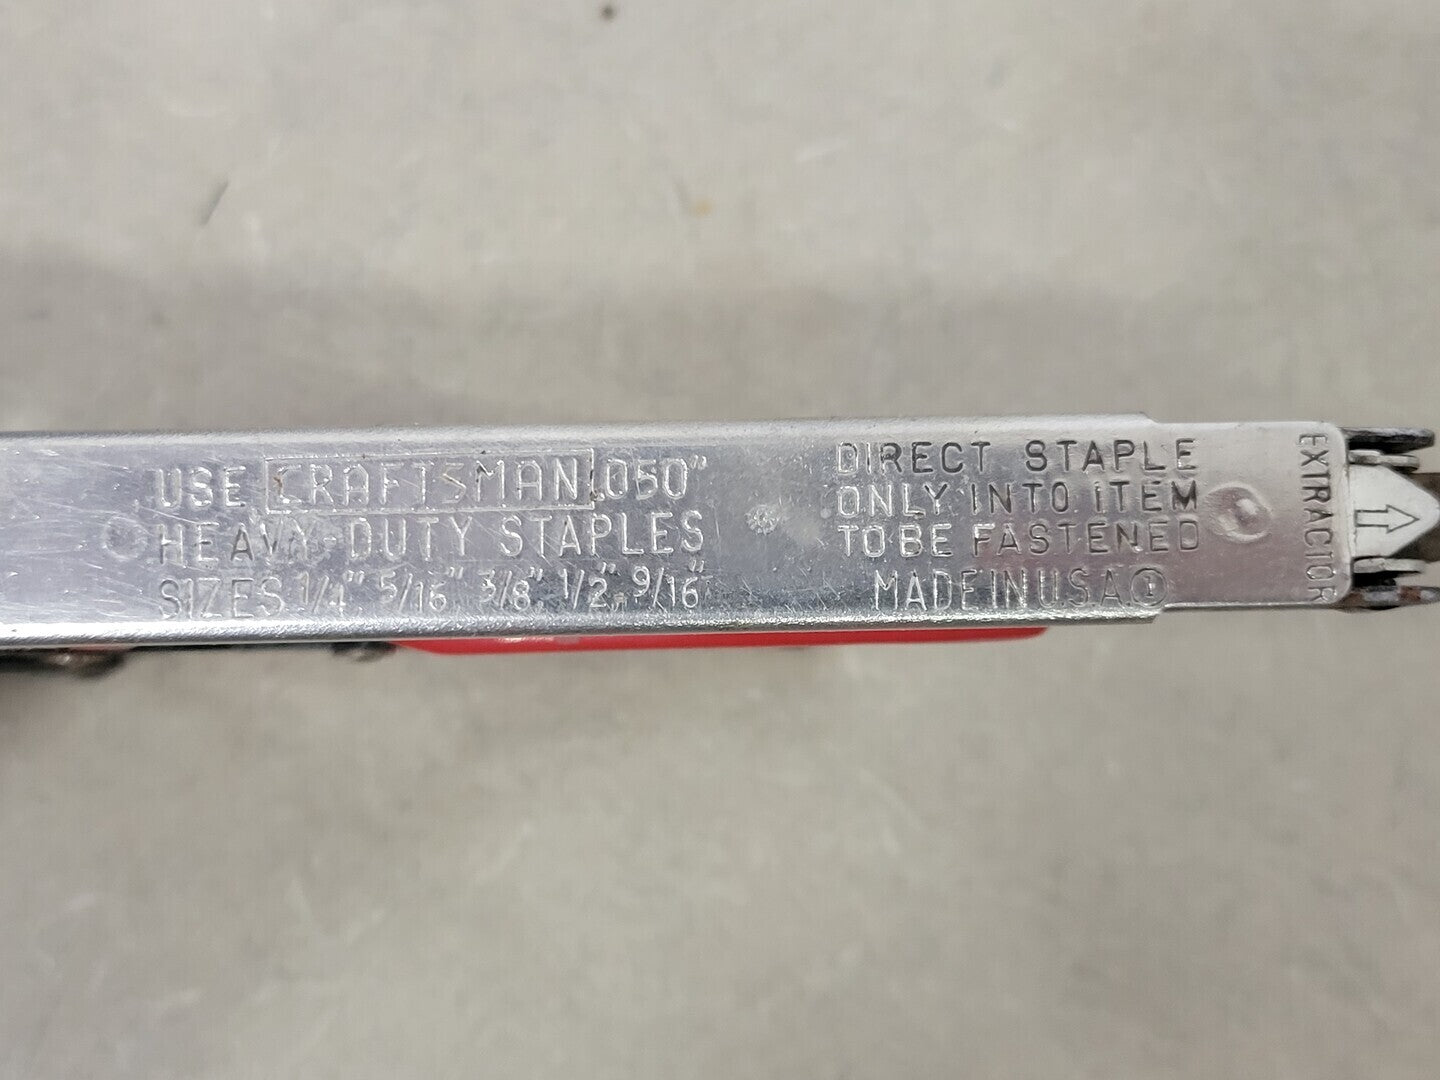 USE CRAFTSMAN .050"
HEAVY-DUTY STAPLES
SIZES 1/4" 5/16" 3/8" 1/2" 9/16"
DIRECT STAPLE
ONLY INTO ITEM
TO BE FASTENED
MADE IN USA 1
EXTRACTOR